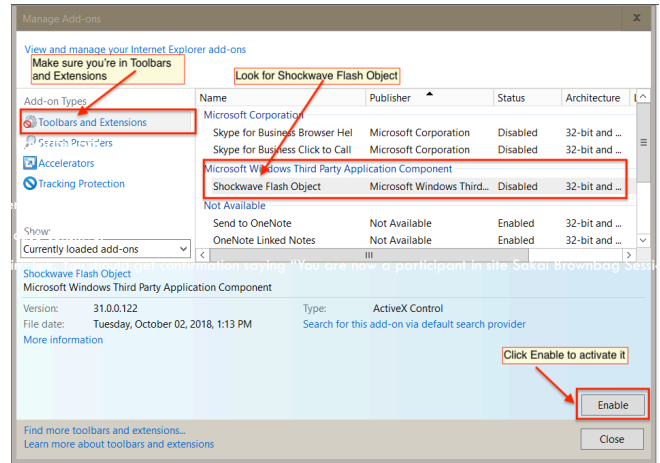 Manage Add-ons
x
View and manage your Internet Explorer add-ons
Make sure you're in Toolbars
and Extensions
Look for Shockwave Flash Object
Add-on Types
Toolbars and Extensions
Search Providers
Accelerators
Tracking Protection
Name Publisher Status Architecture
Microsoft Corporation
Skype for Business Browser Hel Microsoft Corporation Disabled 32-bit and ...
Skype for Business Click to Call Microsoft Corporation Disabled 32-bit and ...
Microsoft Windows Third Party Application Component
Shockwave Flash Object Microsoft Windows Third... Disabled 32-bit and ...
Not Available
Send to OneNote Not Available Enabled 32-bit and ...
OneNote Linked Notes Not Available Enabled 32-bit and ...
Show:
Currently loaded add-ons
get confirmation saying "You are now a participant in site Sakai Brownbag Sessi
Shockwave Flash Object
Microsoft Windows Third Party Application Component
Version: 31.0.0.122 Type: ActiveX Control
File date: Tuesday, October 02, 2018, 1:13 PM Search for this add-on via default search provider
More information
Click Enable to activate it
Enable
Find more toolbars and extensions...
Learn more about toolbars and extensions
Close